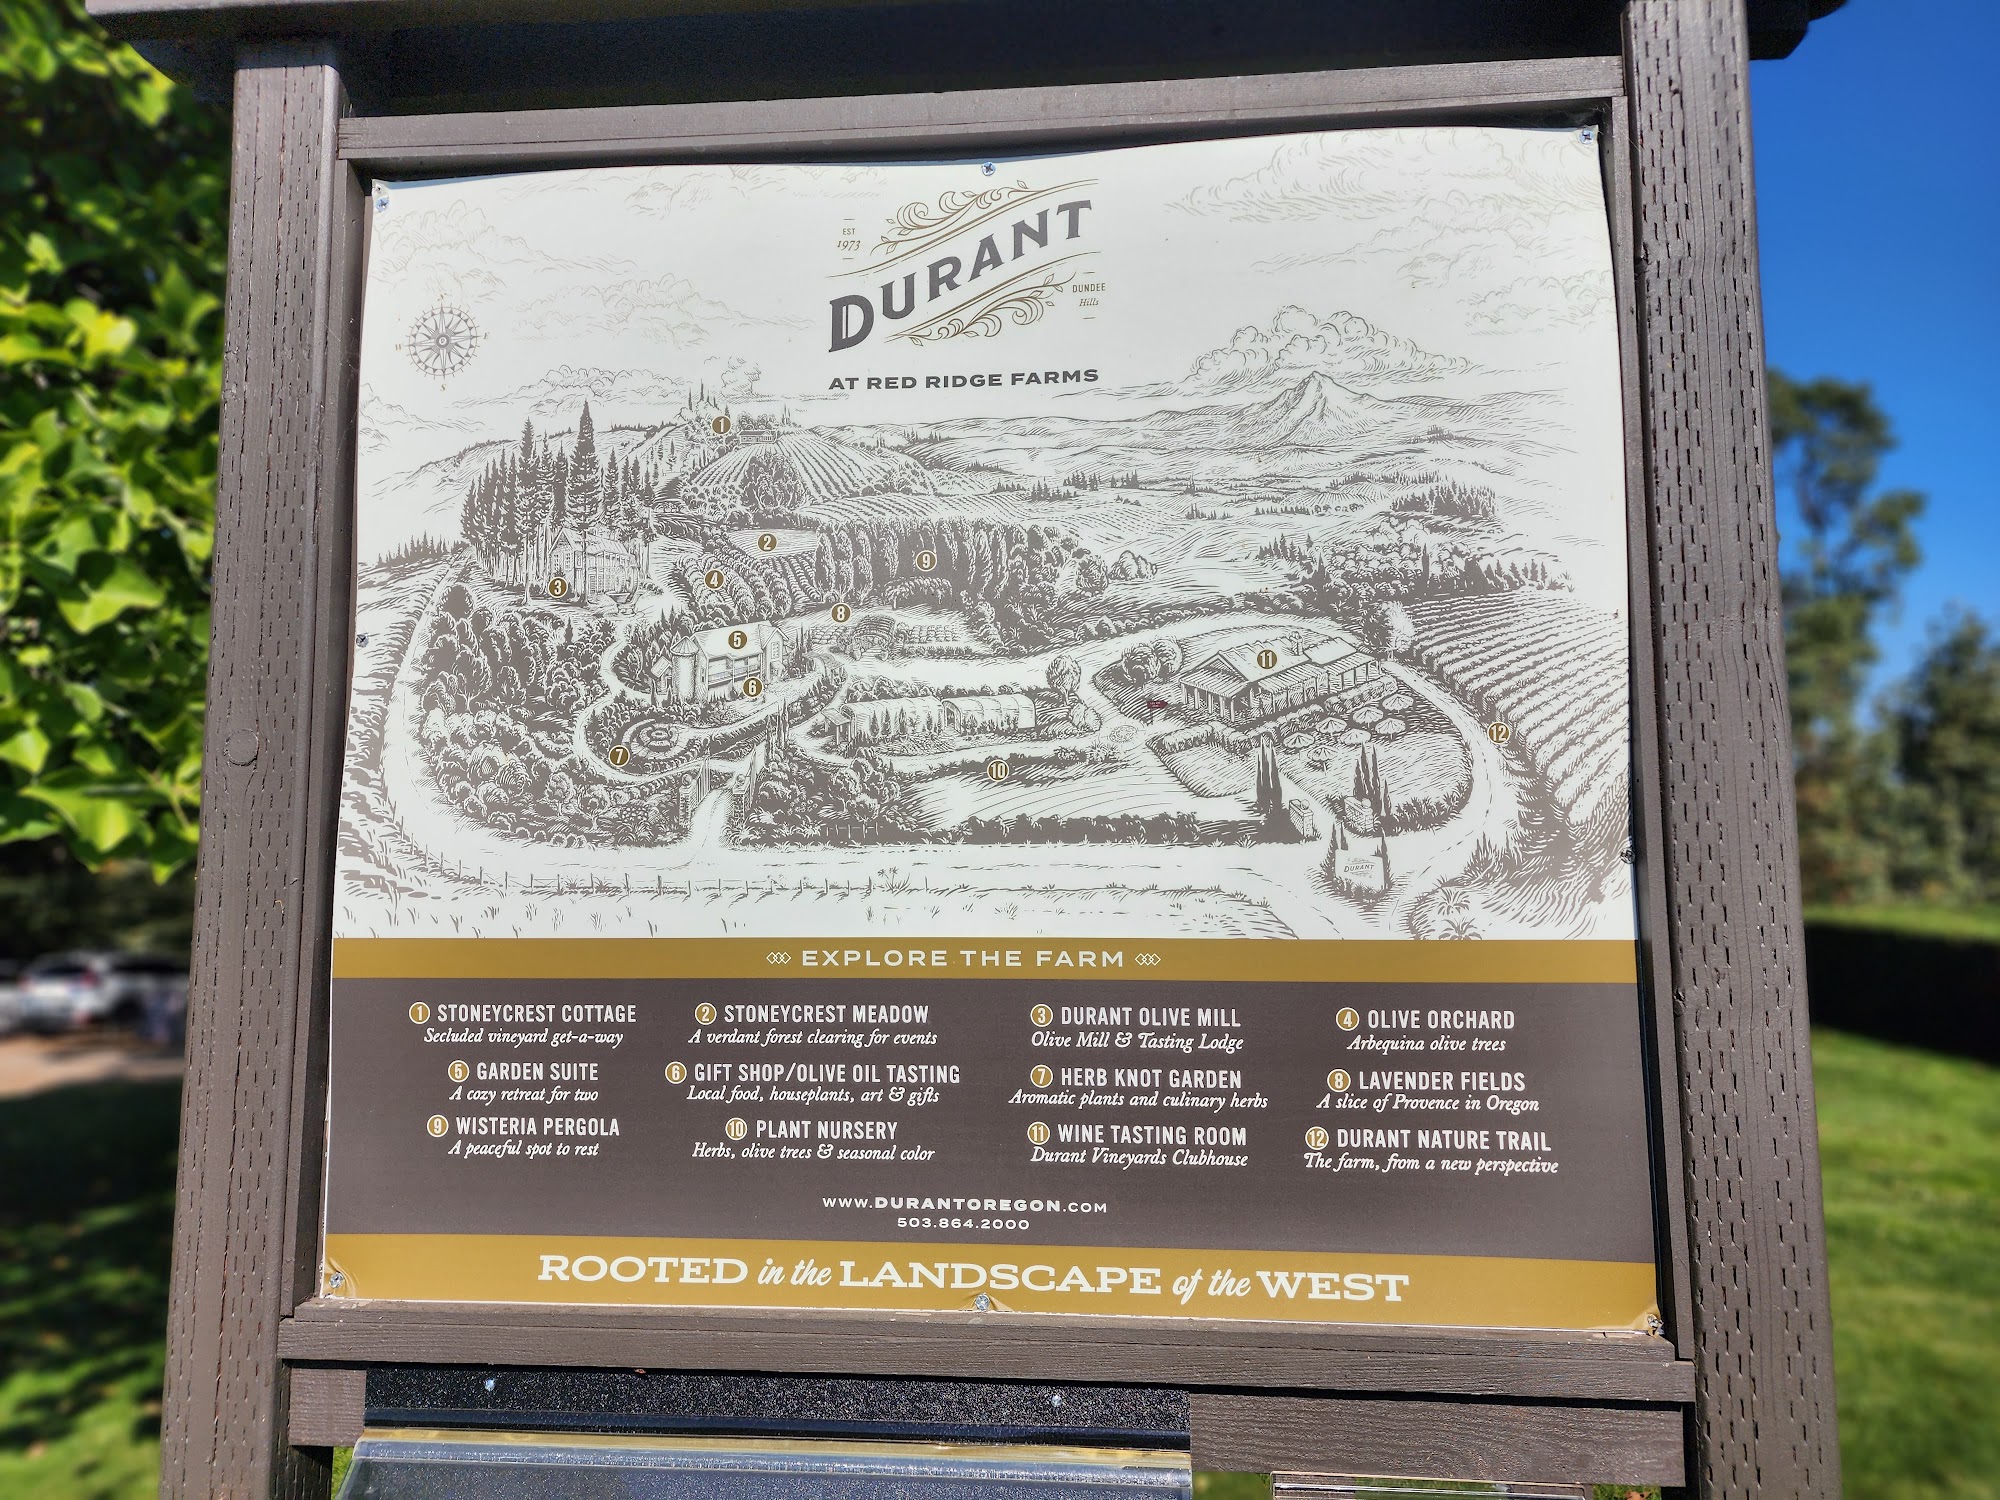 EST
1973
DURANT
DUNDEE
Hills
AT RED RIDGE FARMS
W
E
S
1
2
3
4
5
6
7
8
9
10
11
12
DURANT
EXPLORE THE FARM
1 STONEYCREST COTTAGE
Secluded vineyard get-a-way
2 STONEYCREST MEADOW
A verdant forest clearing for events
3 DURANT OLIVE MILL
Olive Mill & Tasting Lodge
4 OLIVE ORCHARD
Arbequina olive trees
5 GARDEN SUITE
A cozy retreat for two
6 GIFT SHOP/OLIVE OIL TASTING
Local food, houseplants, art & gifts
7 HERB KNOT GARDEN
Aromatic plants and culinary herbs
8 LAVENDER FIELDS
A slice of Provence in Oregon
9 WISTERIA PERGOLA
A peaceful spot to rest
10 PLANT NURSERY
Herbs, olive trees & seasonal color
11 WINE TASTING ROOM
Durant Vineyards Clubhouse
12 DURANT NATURE TRAIL
The farm, from a new perspective
WWW.DURANTOREGON.COM
503.864.2000
ROOTED in the LANDSCAPE of the WEST